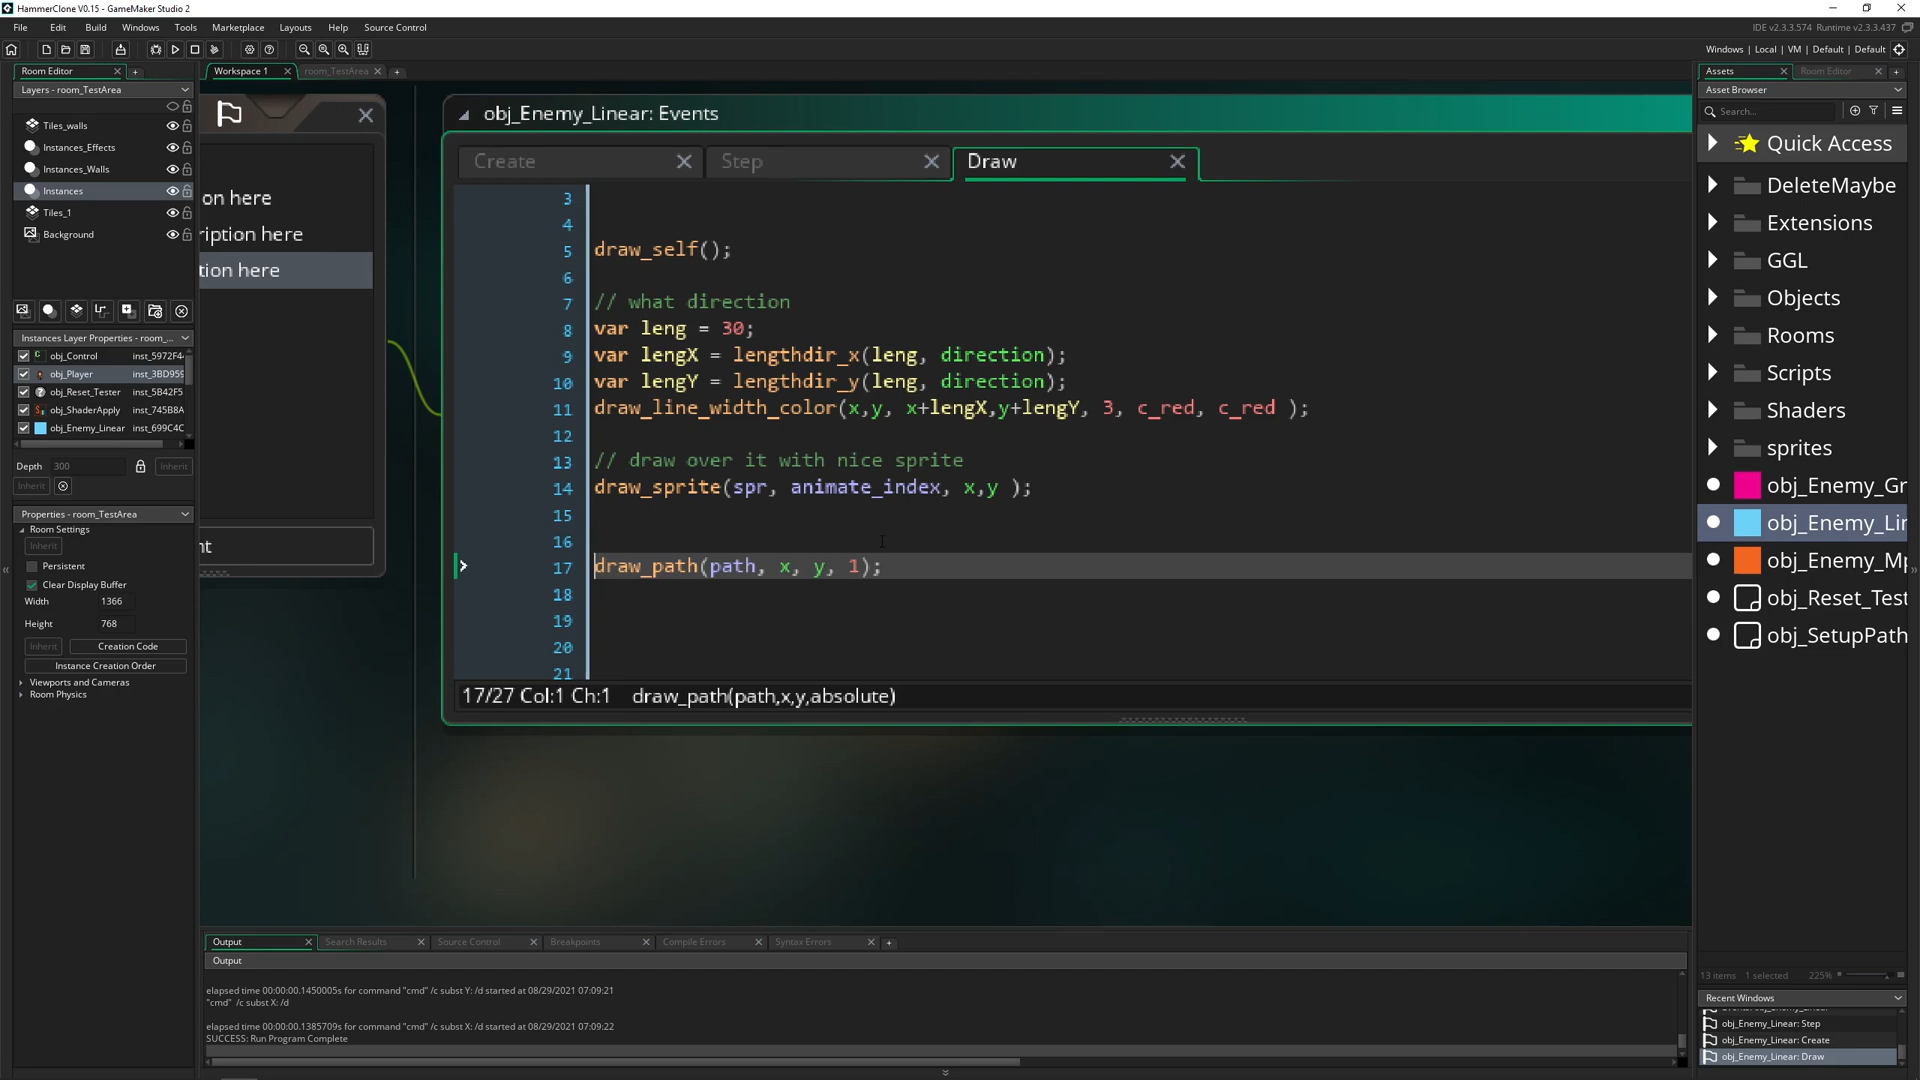 HammerClone V0.15 - GameMaker Studio 2
File Edit Build Windows Tools Marketplace Layouts Help Source Control
IDE v2.3.3.574 Runtime v2.3.3.437
Windows | Local | VM | Default | Default
Room Editor
Layers - room_TestArea
Tiles_walls
Instances_Effects
Instances_Walls
Instances
Tiles_1
Background
Instances Layer Properties - room_...
obj_Control inst_5972F4
obj_Player inst_3BD959
obj_Reset_Tester inst_5B42F5
obj_ShaderApply inst_745B8A
obj_Enemy_Linear inst_699C4C
Depth 300 Inherit
Inherit
Properties - room_TestArea
Room Settings
Inherit
Persistent
Clear Display Buffer
Width 1366
Height 768
Inherit Creation Code
Instance Creation Order
Viewports and Cameras
Room Physics
Workspace 1 room_TestArea
on here
ription here
tion here
nt
obj_Enemy_Linear: Events
Create Step Draw
3
4
5 draw_self();
6
7 // what direction
8 var leng = 30;
9 var lengX = lengthdir_x(leng, direction);
10 var lengY = lengthdir_y(leng, direction);
11 draw_line_width_color(x,y, x+lengX,y+lengY, 3, c_red, c_red );
12
13 // draw over it with nice sprite
14 draw_sprite(spr, animate_index, x,y );
15
16
17 draw_path(path, x, y, 1);
18
19
20
21
17/27 Col:1 Ch:1 draw_path(path,x,y,absolute)
Output Search Results Source Control Breakpoints Compile Errors Syntax Errors
Output
elapsed time 00:00:00.1450005s for command "cmd" /c subst Y: /d started at 08/29/2021 07:09:21
"cmd" /c subst X: /d
elapsed time 00:00:00.1385709s for command "cmd" /c subst X: /d started at 08/29/2021 07:09:22
SUCCESS: Run Program Complete
Assets Room Editor
Asset Browser
Search...
Quick Access
DeleteMaybe
Extensions
GGL
Objects
Rooms
Scripts
Shaders
sprites
obj_Enemy_Gr
obj_Enemy_Lin
obj_Enemy_Mp
obj_Reset_Test
obj_SetupPath
13 items 1 selected 225%
Recent Windows
obj_Enemy_Linear: Step
obj_Enemy_Linear: Create
obj_Enemy_Linear: Draw